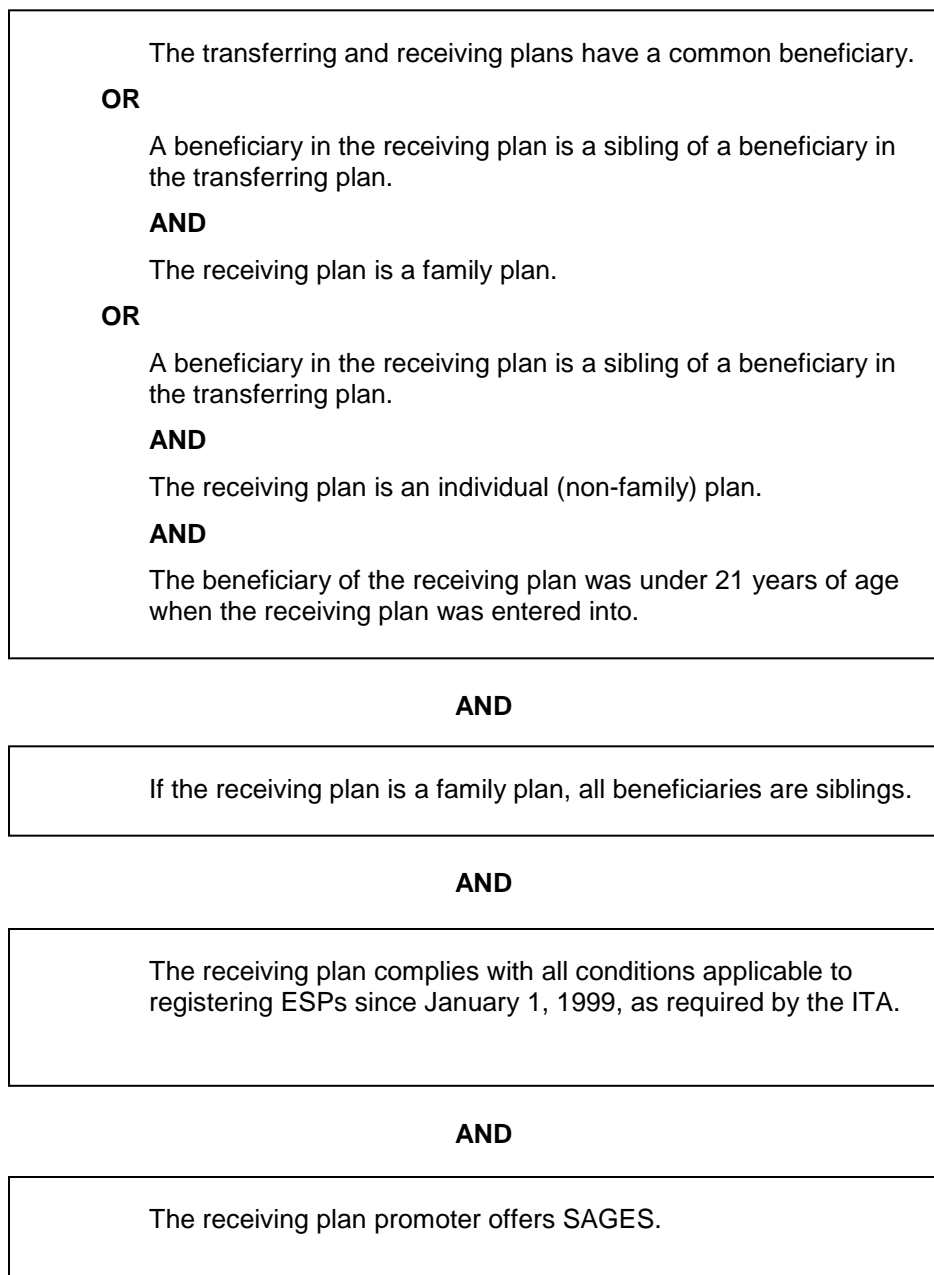 The transferring and receiving plans have a common beneficiary.
OR
A beneficiary in the receiving plan is a sibling of a beneficiary in
the transferring plan.
AND
The receiving plan is a family plan.
OR
A beneficiary in the receiving plan is a sibling of a beneficiary in
the transferring plan.
AND
The receiving plan is an individual (non-family) plan.
AND
The beneficiary of the receiving plan was under 21 years of age
when the receiving plan was entered into.
AND
If the receiving plan is a family plan, all beneficiaries are siblings.
AND
The receiving plan complies with all conditions applicable to
registering ESPs since January 1, 1999, as required by the ITA.
AND
The receiving plan promoter offers SAGES.